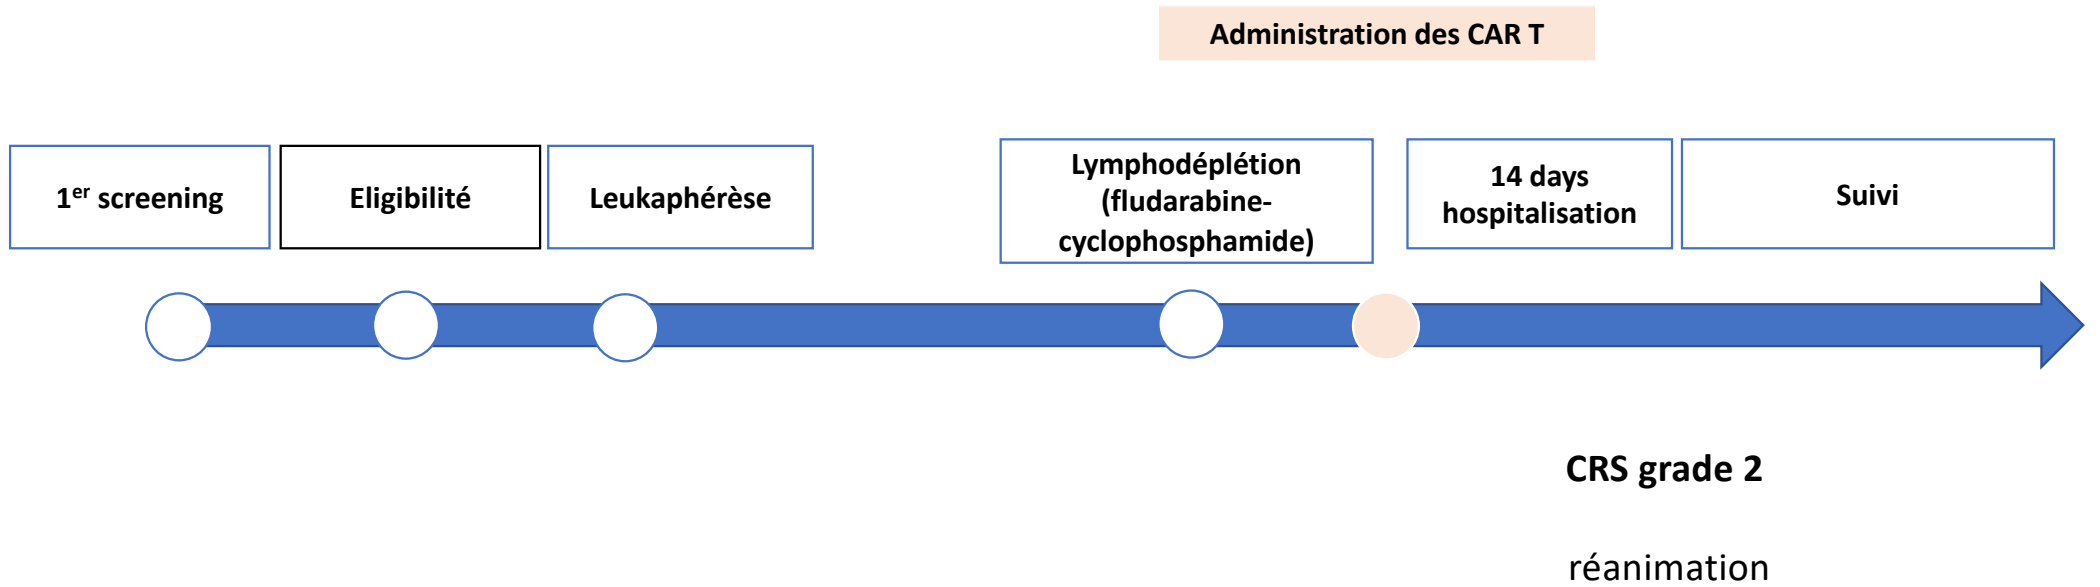 Administration des CAR T
1er screening
Eligibilité
Leukaphérèse
Lymphodéplétion
(fludarabine-
cyclophosphamide)
14 days
hospitalisation
Suivi
CRS grade 2
réanimation